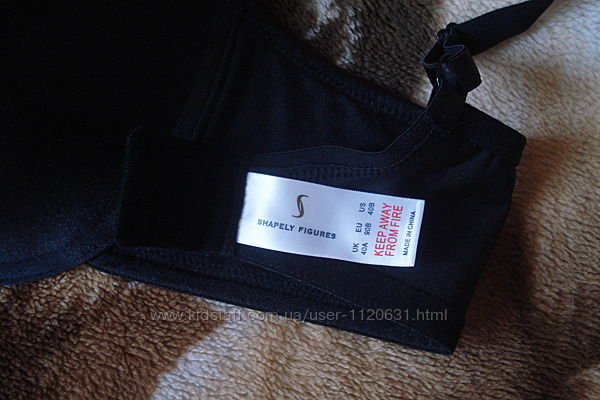 SHAPELY FIGURES
UK EU US
40A 90B 40B
KEEP AWAY
FROM FIRE
MADE IN CHINA
www.kidstaff.com.ua/user-1120631.html